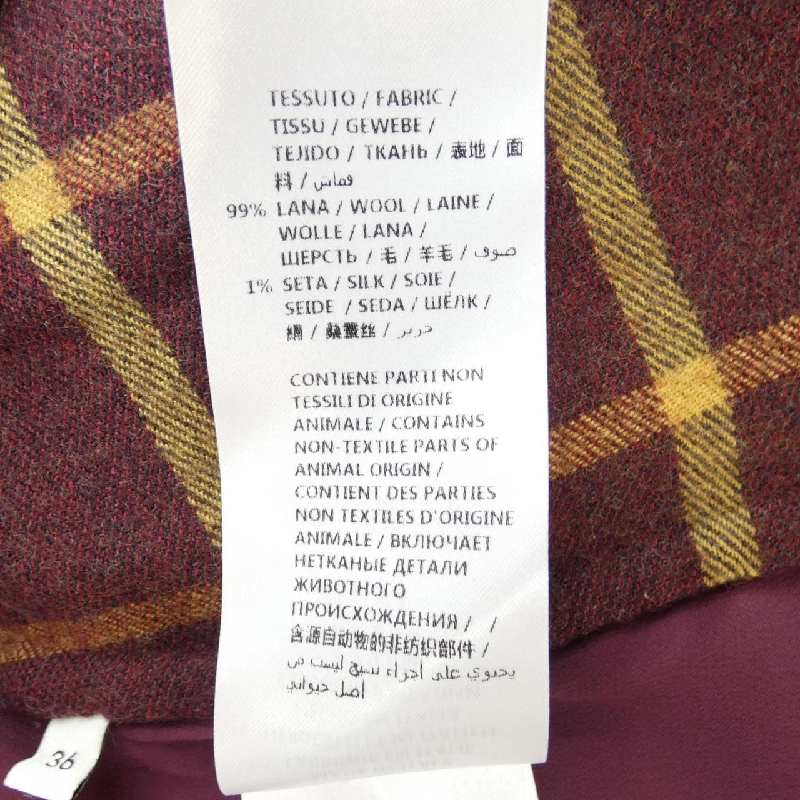 TESSUTO / FABRIC /
TISSU / GEWEBE /
TEJIDO / TKAHЬ / 表地 / 面
料 / قماش
99% LANA / WOOL / LAINE /
WOLLE / LANA /
ШЕРСТЬ / 毛 / 羊毛 / صوف
1% SETA / SILK / SOIE /
SEIDE / SEDA / ШЁЛК /
絹 / 桑蚕丝 / حرير
CONTIENE PARTI NON
TESSILI DI ORIGINE
ANIMALE / CONTAINS
NON-TEXTILE PARTS OF
ANIMAL ORIGIN /
CONTIENT DES PARTIES
NON TEXTILES D'ORIGINE
ANIMALE / ВКЛЮЧАЕТ
НЕТКАНЫЕ ДЕТАЛИ
ЖИВОТНОГО
ПРОИСХОЖДЕНИЯ / /
含源自动物的非纺织部件 /
يحتوي على أجزاء نسيج ليست من
أصل حيواني
36